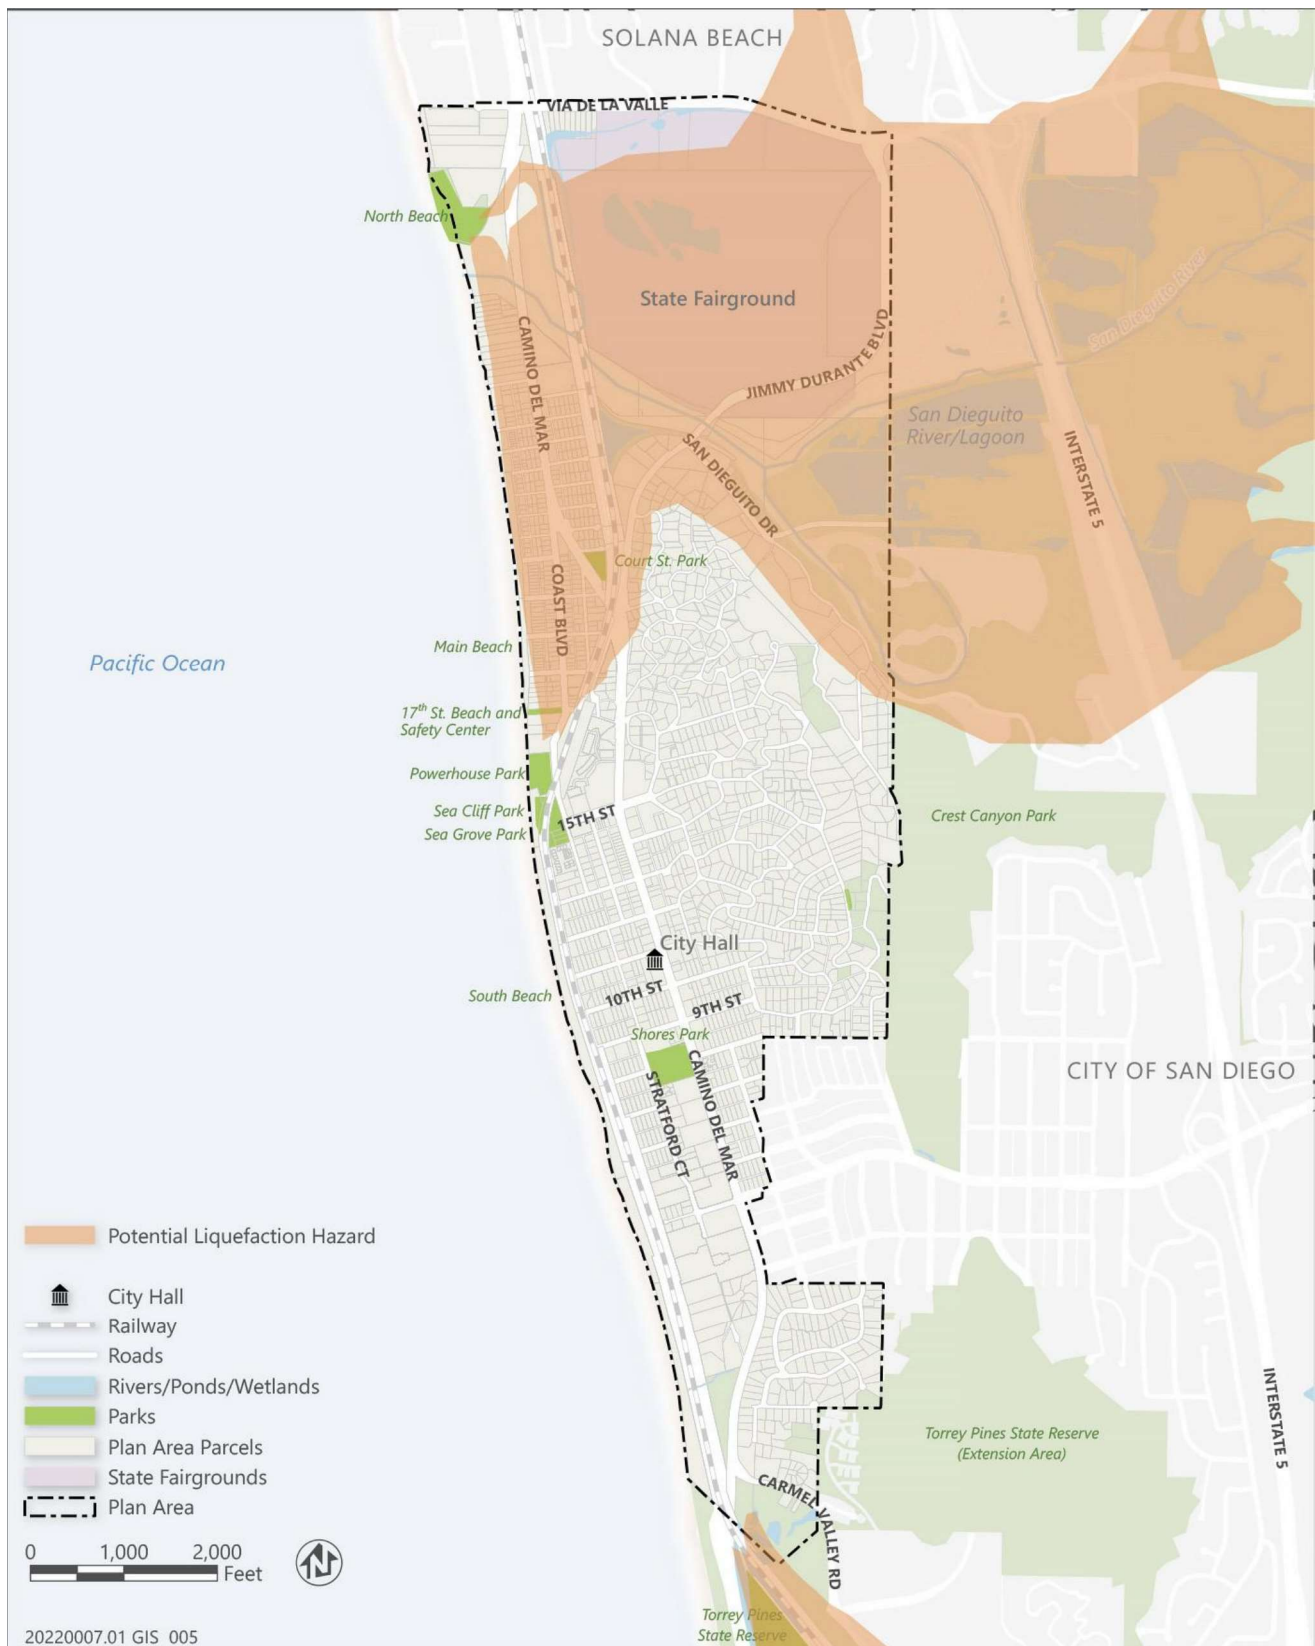 SOLANA BEACH
VIA DE LA VALLE
North Beach
State Fairground
San Dieguito River
CAMINO DEL MAR
JIMMY DURANTE BLVD
San Dieguito
River/Lagoon
SAN DIEGUITO DR
INTERSTATE 5
Court St. Park
COAST BLVD
Main Beach
Pacific Ocean
17th St. Beach and
Safety Center
Powerhouse Park
Sea Cliff Park
15TH ST
Crest Canyon Park
Sea Grove Park
City Hall
South Beach
10TH ST
9TH ST
Shores Park
CITY OF SAN DIEGO
STRATFORD CT
CAMINO DEL MAR
Potential Liquefaction Hazard
City Hall
Railway
Roads
Rivers/Ponds/Wetlands
Parks
Plan Area Parcels
State Fairgrounds
Plan Area
INTERSTATE 5
Torrey Pines State Reserve
(Extension Area)
CARMEL VALLEY RD
0 1,000 2,000
Feet
N
Torrey Pines
State Reserve
20220007.01 GIS 005